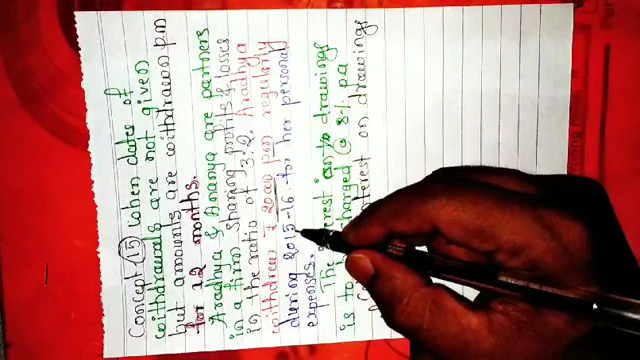 Concept 15 when dates of
withdrawals are not given
but amounts are withdrawn pm
for 12 months.
Aradhya & Ananya are partners
in a firm sharing profits & losses
in the ratio of 3:2. Aradhya
withdrew ₹ 2000 pm regularly
during 2015-16 for her personal
expenses.
The interest on drawings
is to charged @ 8% pa
interest on drawings